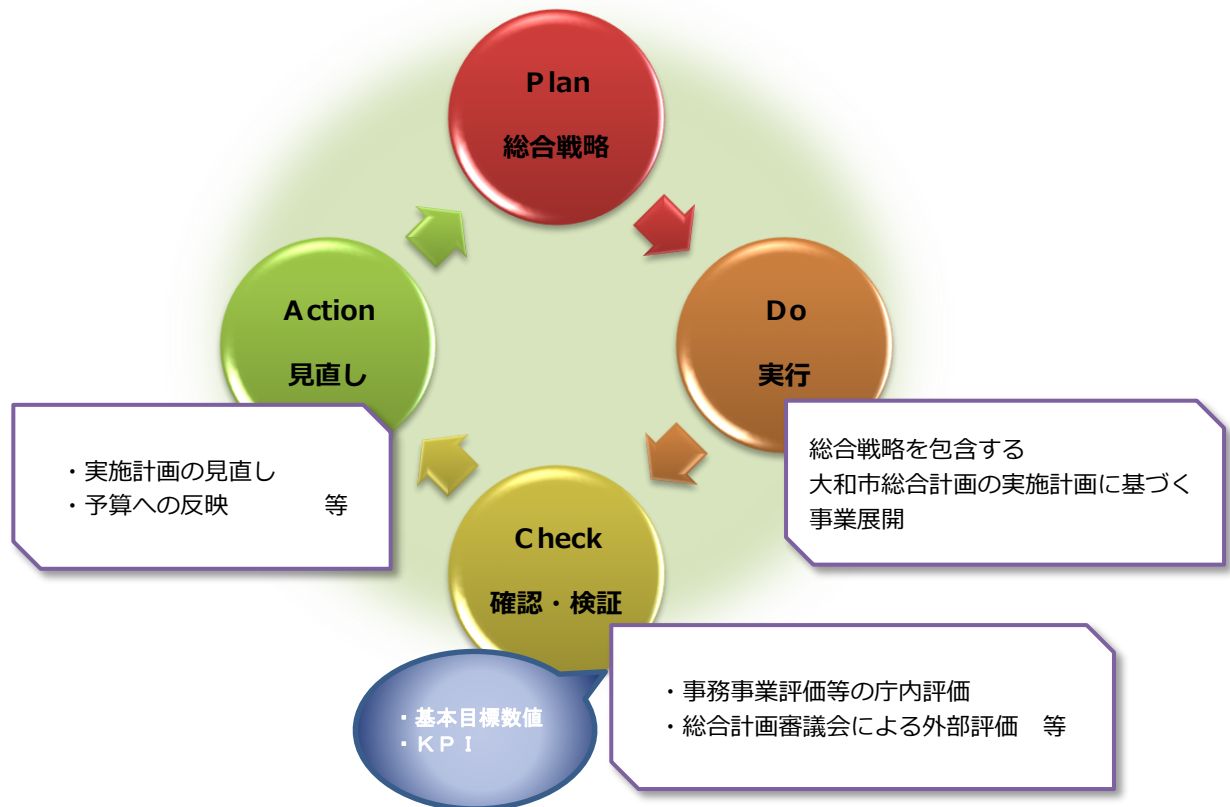 Plan
総合戦略
Action
見直し
Do
実行
・実施計画の見直し
・予算への反映　　　　　等
総合戦略を包含する
大和市総合計画の実施計画に基づく
事業展開
Check
確認・検証
・基本目標数値
・ＫＰＩ
・事務事業評価等の庁内評価
・総合計画審議会による外部評価　等